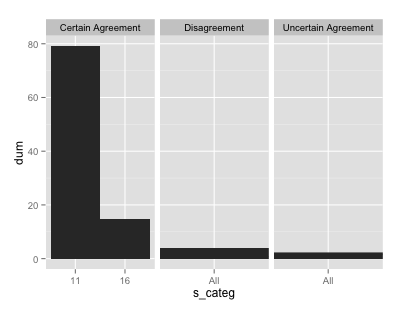 Certain Agreement Disagreement Uncertain Agreement
80
60
40
20
0
dum
11 16 All All
s_categ